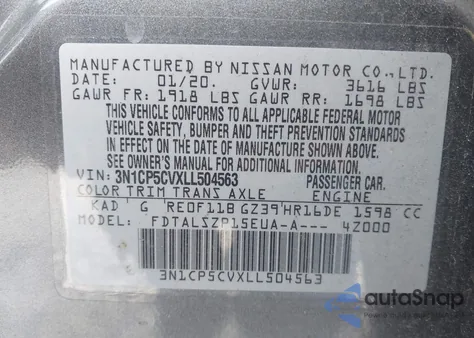 MANUFACTURED BY NISSAN MOTOR CO., LTD.
DATE: 01/20. GVWR: 3616 LBS
GAWR FR: 1918 LBS GAWR RR: 1698 LBS
THIS VEHICLE CONFORMS TO ALL APPLICABLE FEDERAL MOTOR
VEHICLE SAFETY, BUMPER AND THEFT PREVENTION STANDARDS
IN EFFECT ON THE DATE OF MANUFACTURE SHOWN ABOVE.
SEE OWNER'S MANUAL FOR ADDITIONAL INFORMATION
VIN: 3N1CP5CVXLL504563 PASSENGER CAR.
COLOR TRIM TRANS AXLE ENGINE
KAD G RE0F11B GZ39 HR16DE 1598 CC
FDTALSZP15EUA-A--- 4Z000
3N1CP5CVXLL504563
autoSnap
POWERED BY